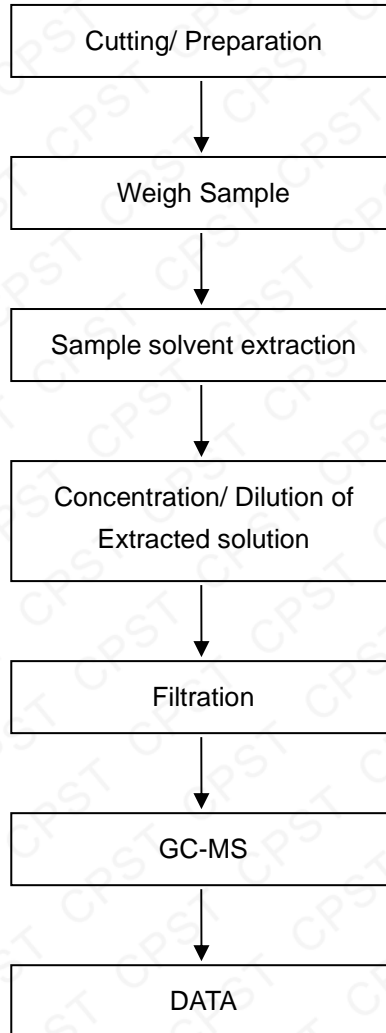 Cutting/ Preparation
Weigh Sample
Sample solvent extraction
Concentration/ Dilution of
Extracted solution
Filtration
GC-MS
DATA